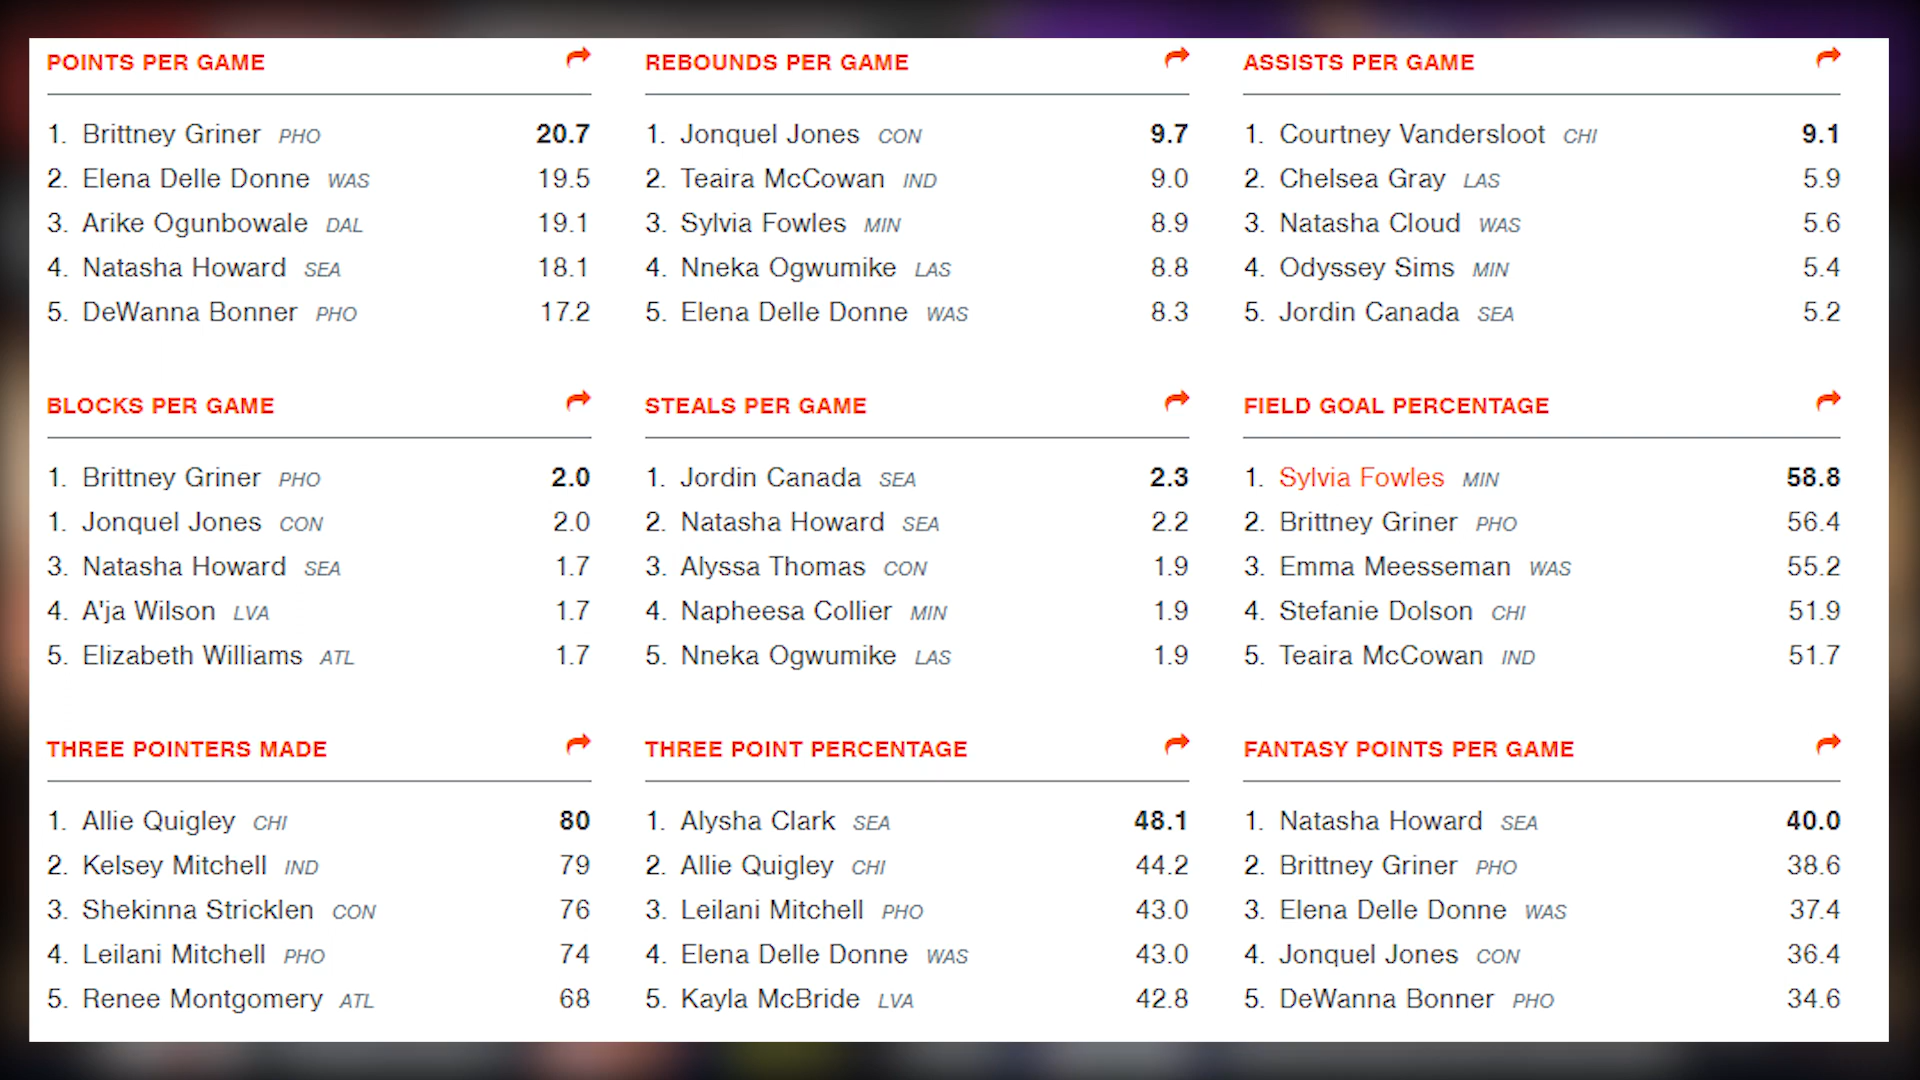 POINTS PER GAME
1. Brittney Griner PHO 20.7
2. Elena Delle Donne WAS 19.5
3. Arike Ogunbowale DAL 19.1
4. Natasha Howard SEA 18.1
5. DeWanna Bonner PHO 17.2
REBOUNDS PER GAME
1. Jonquel Jones CON 9.7
2. Teaira McCowan IND 9.0
3. Sylvia Fowles MIN 8.9
4. Nneka Ogwumike LAS 8.8
5. Elena Delle Donne WAS 8.3
ASSISTS PER GAME
1. Courtney Vandersloot CHI 9.1
2. Chelsea Gray LAS 5.9
3. Natasha Cloud WAS 5.6
4. Odyssey Sims MIN 5.4
5. Jordin Canada SEA 5.2
BLOCKS PER GAME
1. Brittney Griner PHO 2.0
1. Jonquel Jones CON 2.0
3. Natasha Howard SEA 1.7
4. A'ja Wilson LVA 1.7
5. Elizabeth Williams ATL 1.7
STEALS PER GAME
1. Jordin Canada SEA 2.3
2. Natasha Howard SEA 2.2
3. Alyssa Thomas CON 1.9
4. Napheesa Collier MIN 1.9
5. Nneka Ogwumike LAS 1.9
FIELD GOAL PERCENTAGE
1. Sylvia Fowles MIN 58.8
2. Brittney Griner PHO 56.4
3. Emma Meesseman WAS 55.2
4. Stefanie Dolson CHI 51.9
5. Teaira McCowan IND 51.7
THREE POINTERS MADE
1. Allie Quigley CHI 80
2. Kelsey Mitchell IND 79
3. Shekinna Stricklen CON 76
4. Leilani Mitchell PHO 74
5. Renee Montgomery ATL 68
THREE POINT PERCENTAGE
1. Alysha Clark SEA 48.1
2. Allie Quigley CHI 44.2
3. Leilani Mitchell PHO 43.0
4. Elena Delle Donne WAS 43.0
5. Kayla McBride LVA 42.8
FANTASY POINTS PER GAME
1. Natasha Howard SEA 40.0
2. Brittney Griner PHO 38.6
3. Elena Delle Donne WAS 37.4
4. Jonquel Jones CON 36.4
5. DeWanna Bonner PHO 34.6